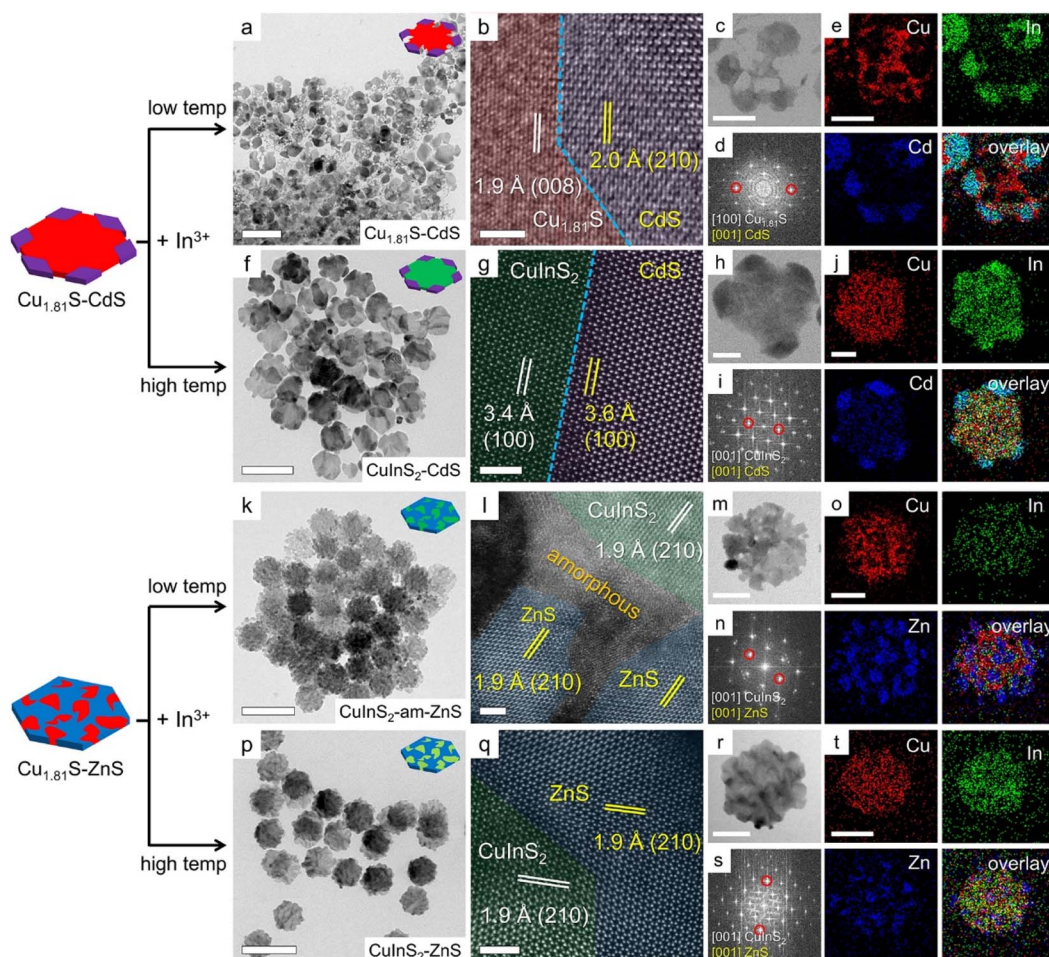 a
b
c
e
Cu
In
low temp
1.9 Å (008)
2.0 Å (210)
Cu1.81S
CdS
Cu1.81S-CdS
d
[100] Cu1.81S
[001] CdS
Cd
overlay
+ In3+
Cu1.81S-CdS
f
g
CuInS2
CdS
h
j
Cu
In
3.4 Å
(100)
3.6 Å
(100)
high temp
CuInS2-CdS
i
[001] CuInS2
[001] CdS
Cd
overlay
k
l
CuInS2
1.9 Å (210)
m
o
Cu
In
low temp
amorphous
ZnS
1.9 Å (210)
ZnS
CuInS2-am-ZnS
n
[001] CuInS2
[001] ZnS
Zn
overlay
+ In3+
Cu1.81S-ZnS
p
q
ZnS
1.9 Å (210)
r
t
Cu
In
high temp
CuInS2
1.9 Å (210)
CuInS2-ZnS
s
[001] CuInS2
[001] ZnS
Zn
overlay